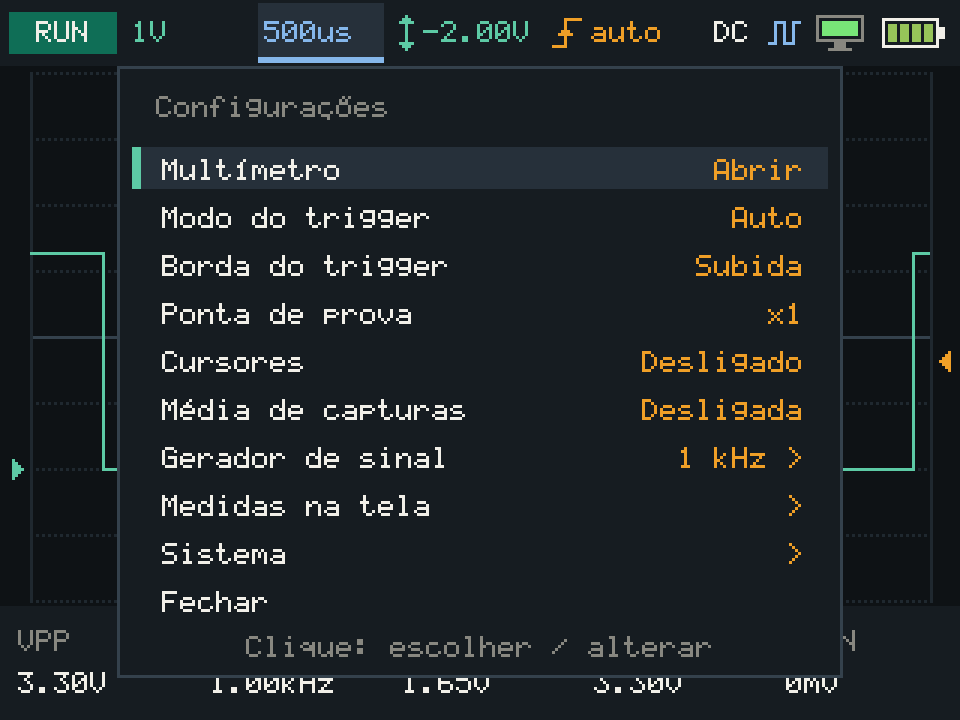 RUN 1V 500us -2.00V auto DC
Configurações
Multímetro Abrir
Modo do trigger Auto
Borda do trigger Subida
Ponta de prova x1
Cursores Desligado
Média de capturas Desligada
Gerador de sinal 1 kHz >
Medidas na tela >
Sistema >
Fechar
Clique: escolher / alterar
VPP
3.30V 1.00kHz 1.65V 3.30V 0mV